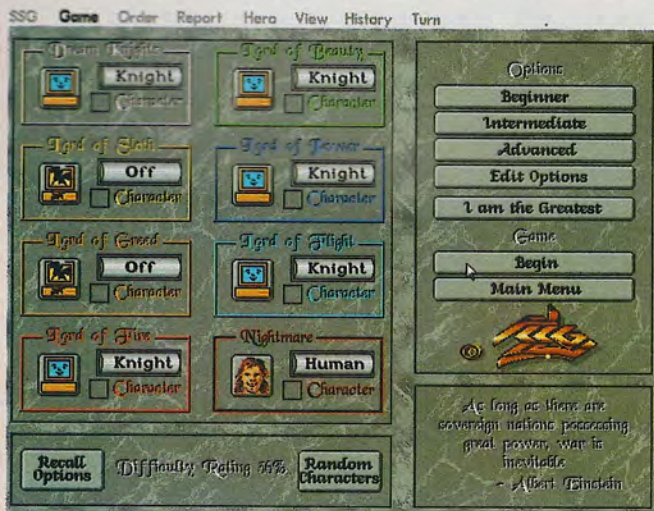 SSG Game Order Report Hero View History Turn
Dream Knights
Knight
Character
Lord of Beauty
Knight
Character
Lord of Sloth
Off
Character
Lord of Power
Knight
Character
Lord of Greed
Off
Character
Lord of Flight
Knight
Character
Lord of Fire
Knight
Character
Nightmare
Human
Character
Recall
Options
Difficulty Rating 56%
Random
Characters
Options
Beginner
Intermediate
Advanced
Edit Options
I am the Greatest
Game
Begin
Main Menu
As long as there are
sovereign nations possessing
great power, war is
inevitable
- Albert Einstein